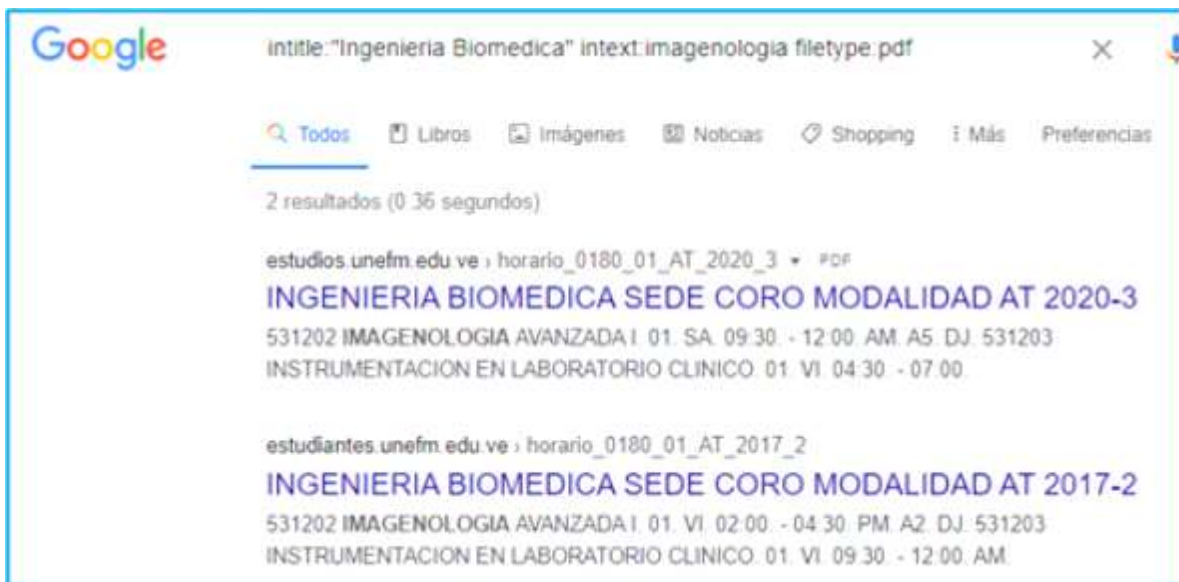 Google
intitle:"Ingenieria Biomedica" intext:imagenologia filetype:pdf
Todos Libros Imágenes Noticias Shopping Más Preferencias
2 resultados (0.36 segundos)
estudios.unefm.edu.ve › horario_0180_01_AT_2020_3 ▾ PDF
INGENIERIA BIOMEDICA SEDE CORO MODALIDAD AT 2020-3
531202 IMAGENOLOGIA AVANZADA I. 01. SA. 09:30. - 12:00. AM. A5. DJ. 531203
INSTRUMENTACION EN LABORATORIO CLINICO. 01. VI. 04:30. - 07:00.
estudiantes.unefm.edu.ve › horario_0180_01_AT_2017_2
INGENIERIA BIOMEDICA SEDE CORO MODALIDAD AT 2017-2
531202 IMAGENOLOGIA AVANZADA I. 01. VI. 02:00. - 04:30. PM. A2. DJ. 531203
INSTRUMENTACION EN LABORATORIO CLINICO. 01. VI. 09:30. - 12:00. AM.